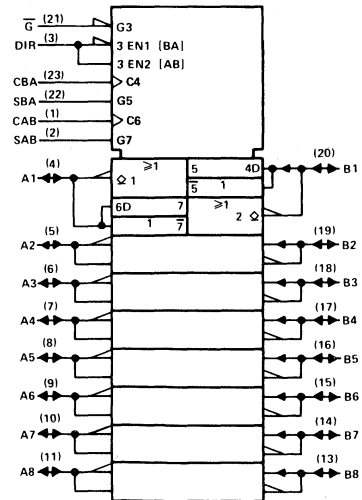 G̅ (21) G3
DIR (3) 3 EN1 [BA]
3 EN2 [AB]
CBA (23) C4
SBA (22) G5
CAB (1) C6
SAB (2) G7
A1 (4) ≥1 5 4D (20) B1
1 5̅ 1
6D 7 ≥1
1 7̅ 2
A2 (5) (19) B2
A3 (6) (18) B3
A4 (7) (17) B4
A5 (8) (16) B5
A6 (9) (15) B6
A7 (10) (14) B7
A8 (11) (13) B8